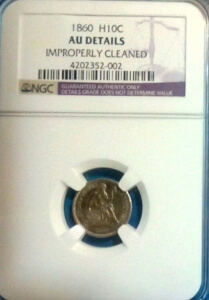 1860 H10C
AU DETAILS
IMPROPERLY CLEANED
4202352-002
NGC
GUARANTEED AUTHENTIC ONLY
DETAILS GRADE DOES NOT DETERMINE VALUE